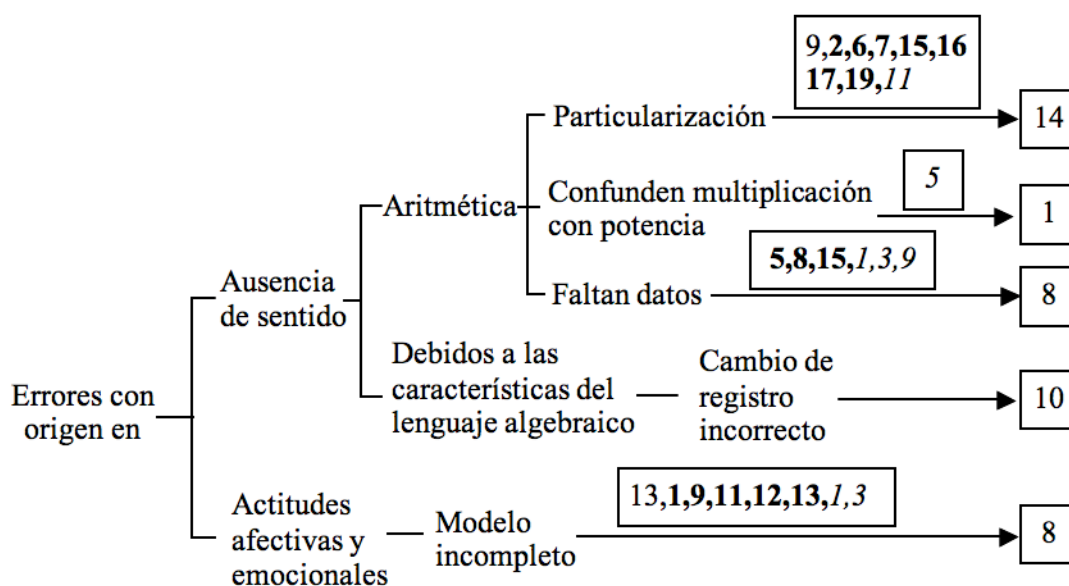 9,2,6,7,15,16
17,19,11
Particularización
14
Aritmética
Confunden multiplicación
con potencia
5
1
5,8,15,1,3,9
Faltan datos
8
Ausencia
de sentido
Debidos a las
características del
lenguaje algebraico
Cambio de
registro
incorrecto
10
Errores con
origen en
Actitudes
afectivas y
emocionales
Modelo
incompleto
13,1,9,11,12,13,1,3
8